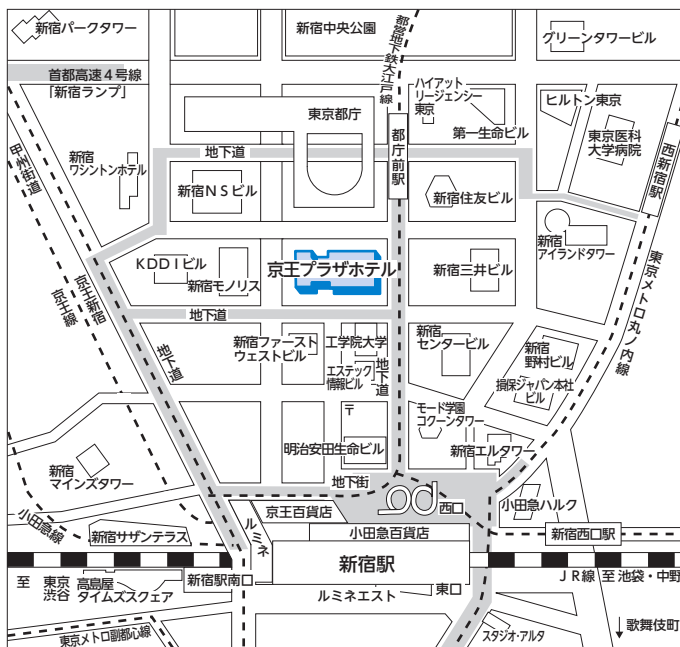 新宿パークタワー
新宿中央公園
都営地下鉄大江戸線
グリーンタワービル
首都高速4号線
「新宿ランプ」
ハイアット
リージェンシー
東京
第一生命ビル
ヒルトン東京
東京都庁
都庁前駅
東京医科
大学病院
西新宿駅
甲州街道
新宿
ワシントンホテル
地下道
新宿NSビル
新宿住友ビル
新宿
アイランドタワー
KDDIビル
新宿モノリス
京王プラザホテル
新宿三井ビル
東京メトロ丸ノ内線
京王新宿
京王線
地下道
地下道
新宿ファースト
ウェストビル
工学院大学
エステック
情報ビル
地下道
新宿
センタービル
新宿
野村ビル
損保ジャパン本社
ビル
〒
モード学園
コクーンタワー
明治安田生命ビル
新宿エルタワー
新宿
マインズタワー
地下街
西口
小田急ハルク
小田急線
新宿サザンテラス
ルミネ
京王百貨店
小田急百貨店
新宿西口駅
新宿駅
至 東京
渋谷
高島屋
タイムズスクェア
新宿駅南口
ルミネエスト
東口
JR線 至 池袋・中野
東京メトロ副都心線
スタジオ・アルタ
↓歌舞伎町